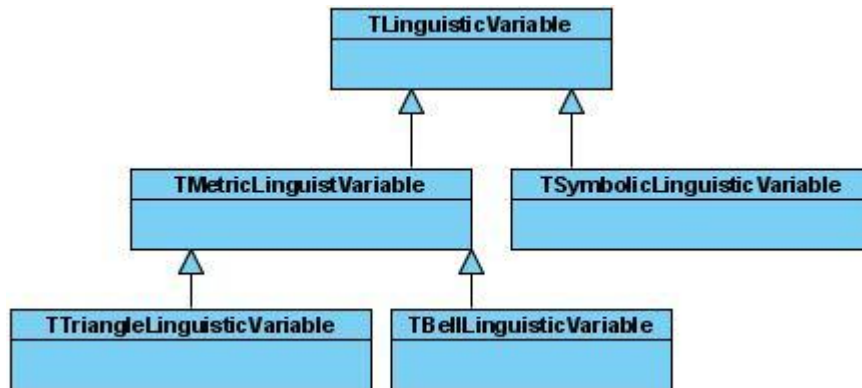 TLinguisticVariable
TMetricLinguistVariable
TSymbolicLinguisticVariable
TTriangleLinguisticVariable
TBellLinguisticVariable